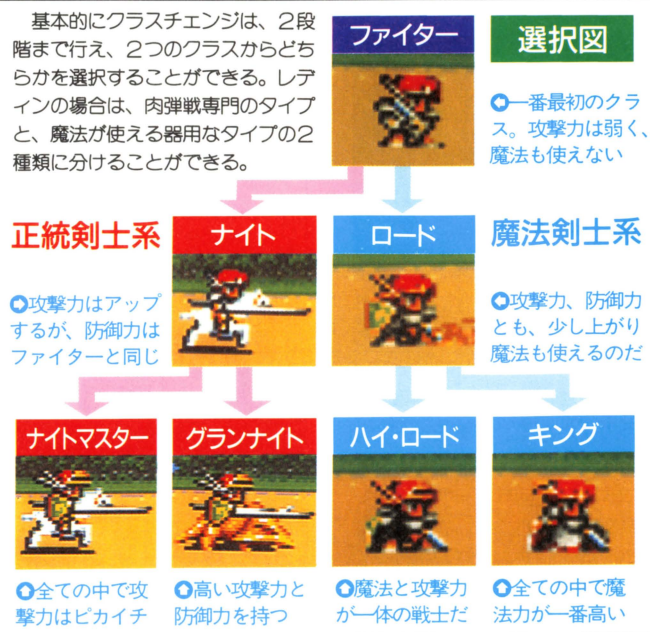 基本的にクラスチェンジは、2段
階まで行え、2つのクラスからどち
らかを選択することができる。レデ
ィンの場合は、肉弾戦専門のタイプ
と、魔法が使える器用なタイプの2
種類に分けることができる。
ファイター
選択図
一番最初のクラ
ス。攻撃力は弱く、
魔法も使えない
正統剣士系
ナイト
ロード
魔法剣士系
攻撃力はアップ
するが、防御力は
ファイターと同じ
攻撃力、防御力
とも、少し上がり
魔法も使えるのだ
ナイトマスター
グランナイト
ハイ・ロード
キング
全ての中で攻
撃力はピカイチ
高い攻撃力と
防御力を持つ
魔法と攻撃力
が一体の戦士だ
全ての中で魔
法力が一番高い